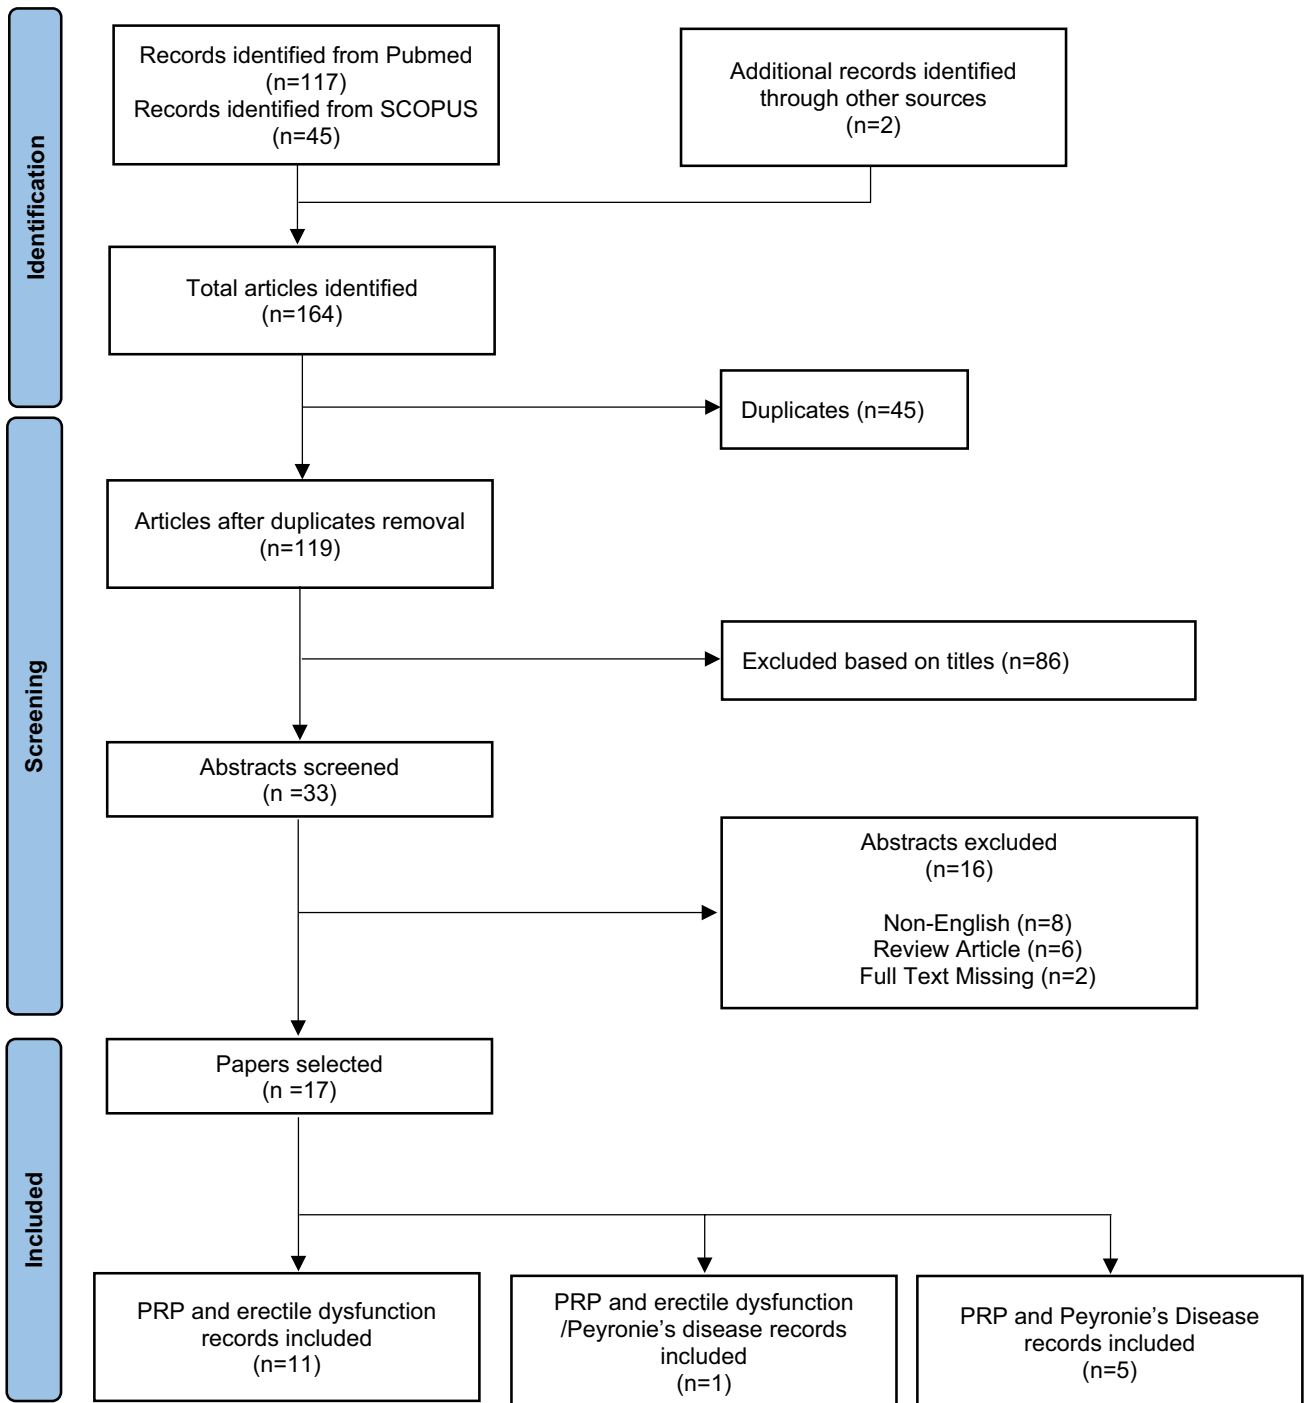 Identification
Records identified from Pubmed
(n=117)
Records identified from SCOPUS
(n=45)
Additional records identified
through other sources
(n=2)
Total articles identified
(n=164)
Duplicates (n=45)
Screening
Articles after duplicates removal
(n=119)
Excluded based on titles (n=86)
Abstracts screened
(n =33)
Abstracts excluded
(n=16)
Non-English (n=8)
Review Article (n=6)
Full Text Missing (n=2)
Included
Papers selected
(n =17)
PRP and erectile dysfunction
records included
(n=11)
PRP and erectile dysfunction
/Peyronie's disease records
included
(n=1)
PRP and Peyronie's Disease
records included
(n=5)